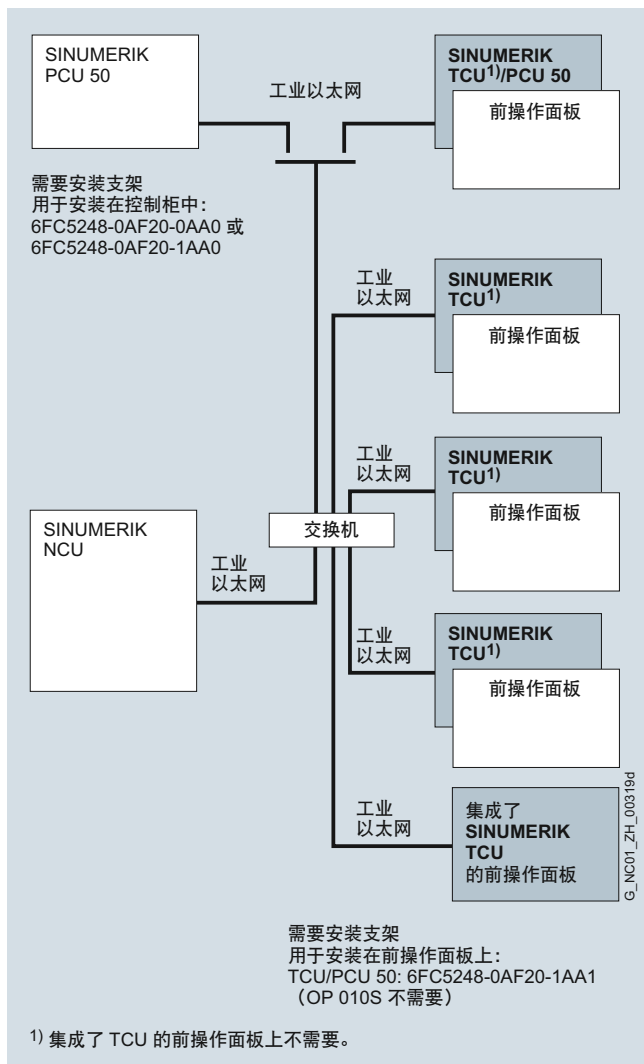 SINUMERIK
PCU 50
工业以太网
SINUMERIK
TCU1)/PCU 50
前操作面板
需要安装支架
用于安装在控制柜中：
6FC5248-0AF20-0AA0 或
6FC5248-0AF20-1AA0
工业
以太网
SINUMERIK
TCU1)
前操作面板
工业
以太网
SINUMERIK
TCU1)
前操作面板
SINUMERIK
NCU
交换机
工业
以太网
工业
以太网
SINUMERIK
TCU1)
前操作面板
工业
以太网
集成了
SINUMERIK
TCU
的前操作面板
G_NC01_ZH_00319d
需要安装支架
用于安装在前操作面板上：
TCU/PCU 50: 6FC5248-0AF20-1AA1
（OP 010S 不需要）
1) 集成了 TCU 的前操作面板上不需要。